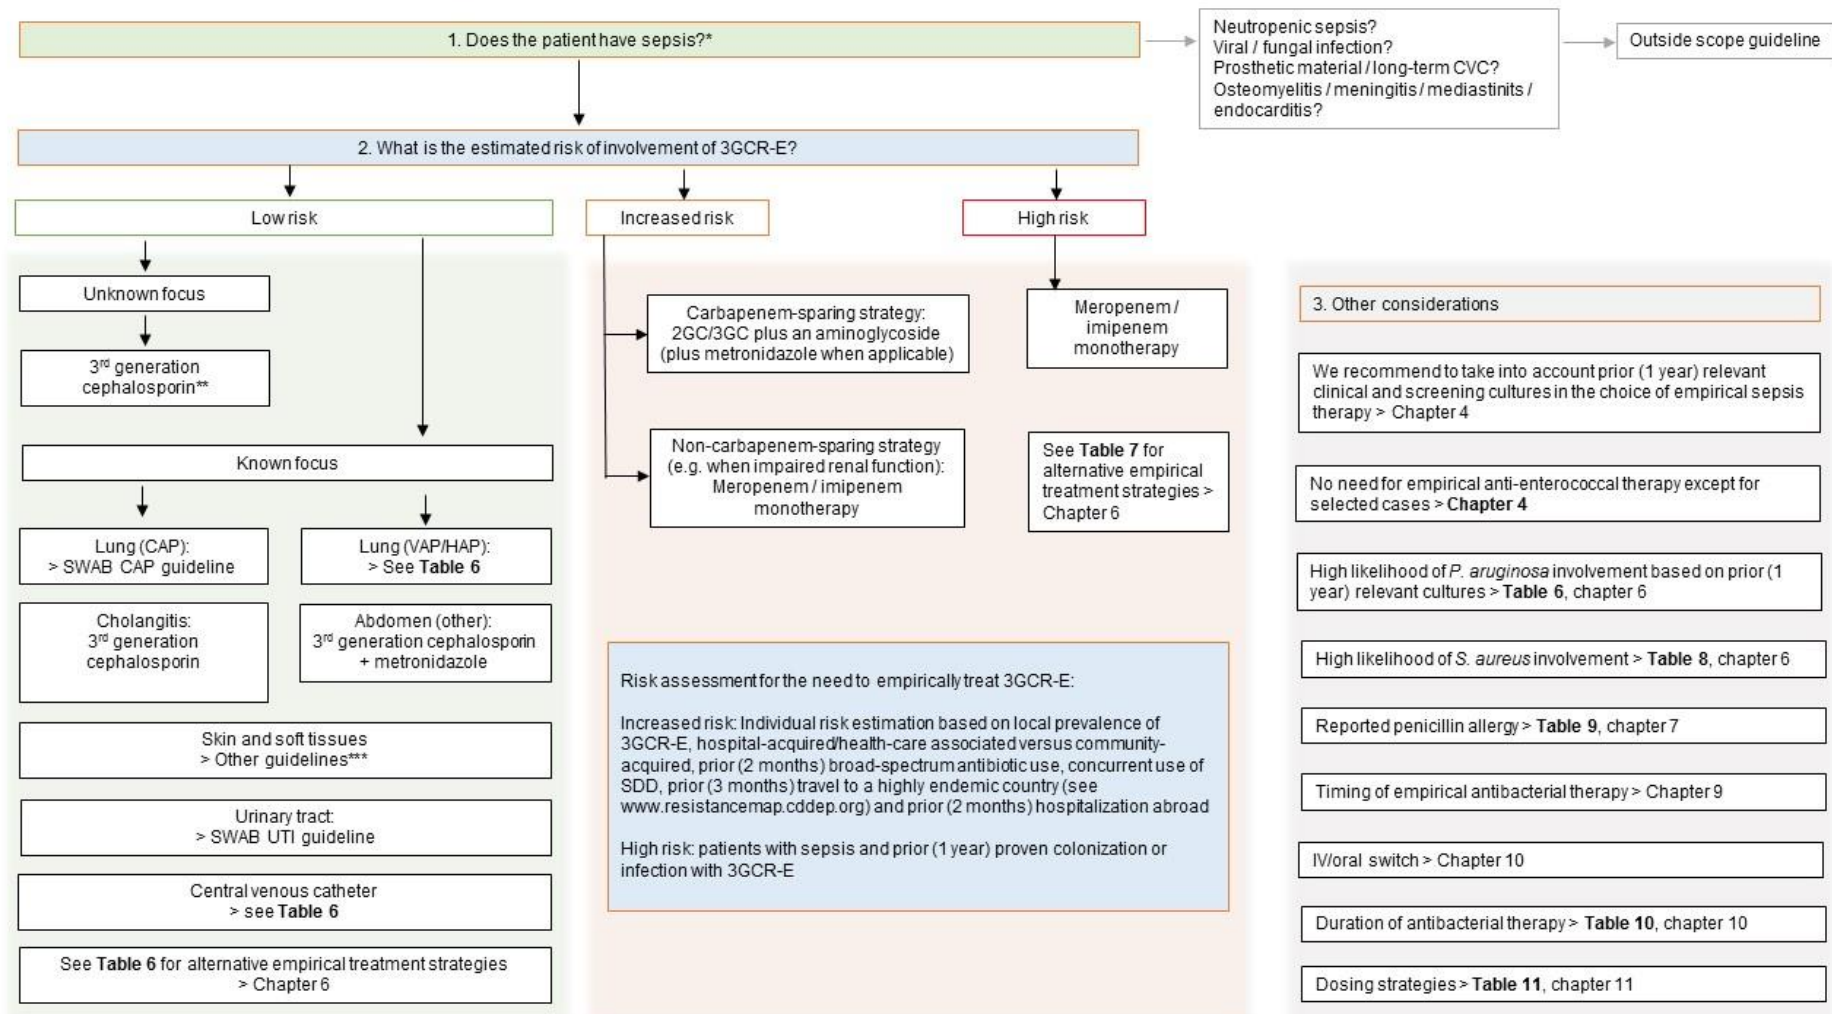 1. Does the patient have sepsis?*
Neutropenic sepsis?
Viral / fungal infection?
Prosthetic material / long-term CVC?
Osteomyelitis / meningitis / mediastinits /
endocarditis?
Outside scope guideline
2. What is the estimated risk of involvement of 3GCR-E?
Low risk
Increased risk
High risk
Unknown focus
3rd generation
cephalosporin**
Known focus
Lung (CAP):
> SWAB CAP guideline
Lung (VAP/HAP):
> See Table 6
Cholangitis:
3rd generation
cephalosporin
Abdomen (other):
3rd generation cephalosporin
+ metronidazole
Skin and soft tissues
> Other guidelines***
Urinary tract:
> SWAB UTI guideline
Central venous catheter
> see Table 6
See Table 6 for alternative empirical treatment strategies
> Chapter 6
Carbapenem-sparing strategy:
2GC/3GC plus an aminoglycoside
(plus metronidazole when applicable)
Non-carbapenem-sparing strategy
(e.g. when impaired renal function):
Meropenem / imipenem
monotherapy
Meropenem /
imipenem
monotherapy
See Table 7 for
alternative empirical
treatment strategies >
Chapter 6
Risk assessment for the need to empirically treat 3GCR-E:
Increased risk: Individual risk estimation based on local prevalence of
3GCR-E, hospital-acquired/health-care associated versus community-
acquired, prior (2 months) broad-spectrum antibiotic use, concurrent use of
SDD, prior (3 months) travel to a highly endemic country (see
www.resistancemap.cddep.org) and prior (2 months) hospitalization abroad
High risk: patients with sepsis and prior (1 year) proven colonization or
infection with 3GCR-E
3. Other considerations
We recommend to take into account prior (1 year) relevant
clinical and screening cultures in the choice of empirical sepsis
therapy > Chapter 4
No need for empirical anti-enterococcal therapy except for
selected cases > Chapter 4
High likelihood of P. aruginosa involvement based on prior (1
year) relevant cultures > Table 6, chapter 6
High likelihood of S. aureus involvement > Table 8, chapter 6
Reported penicillin allergy > Table 9, chapter 7
Timing of empirical antibacterial therapy > Chapter 9
IV/oral switch > Chapter 10
Duration of antibacterial therapy > Table 10, chapter 10
Dosing strategies > Table 11, chapter 11